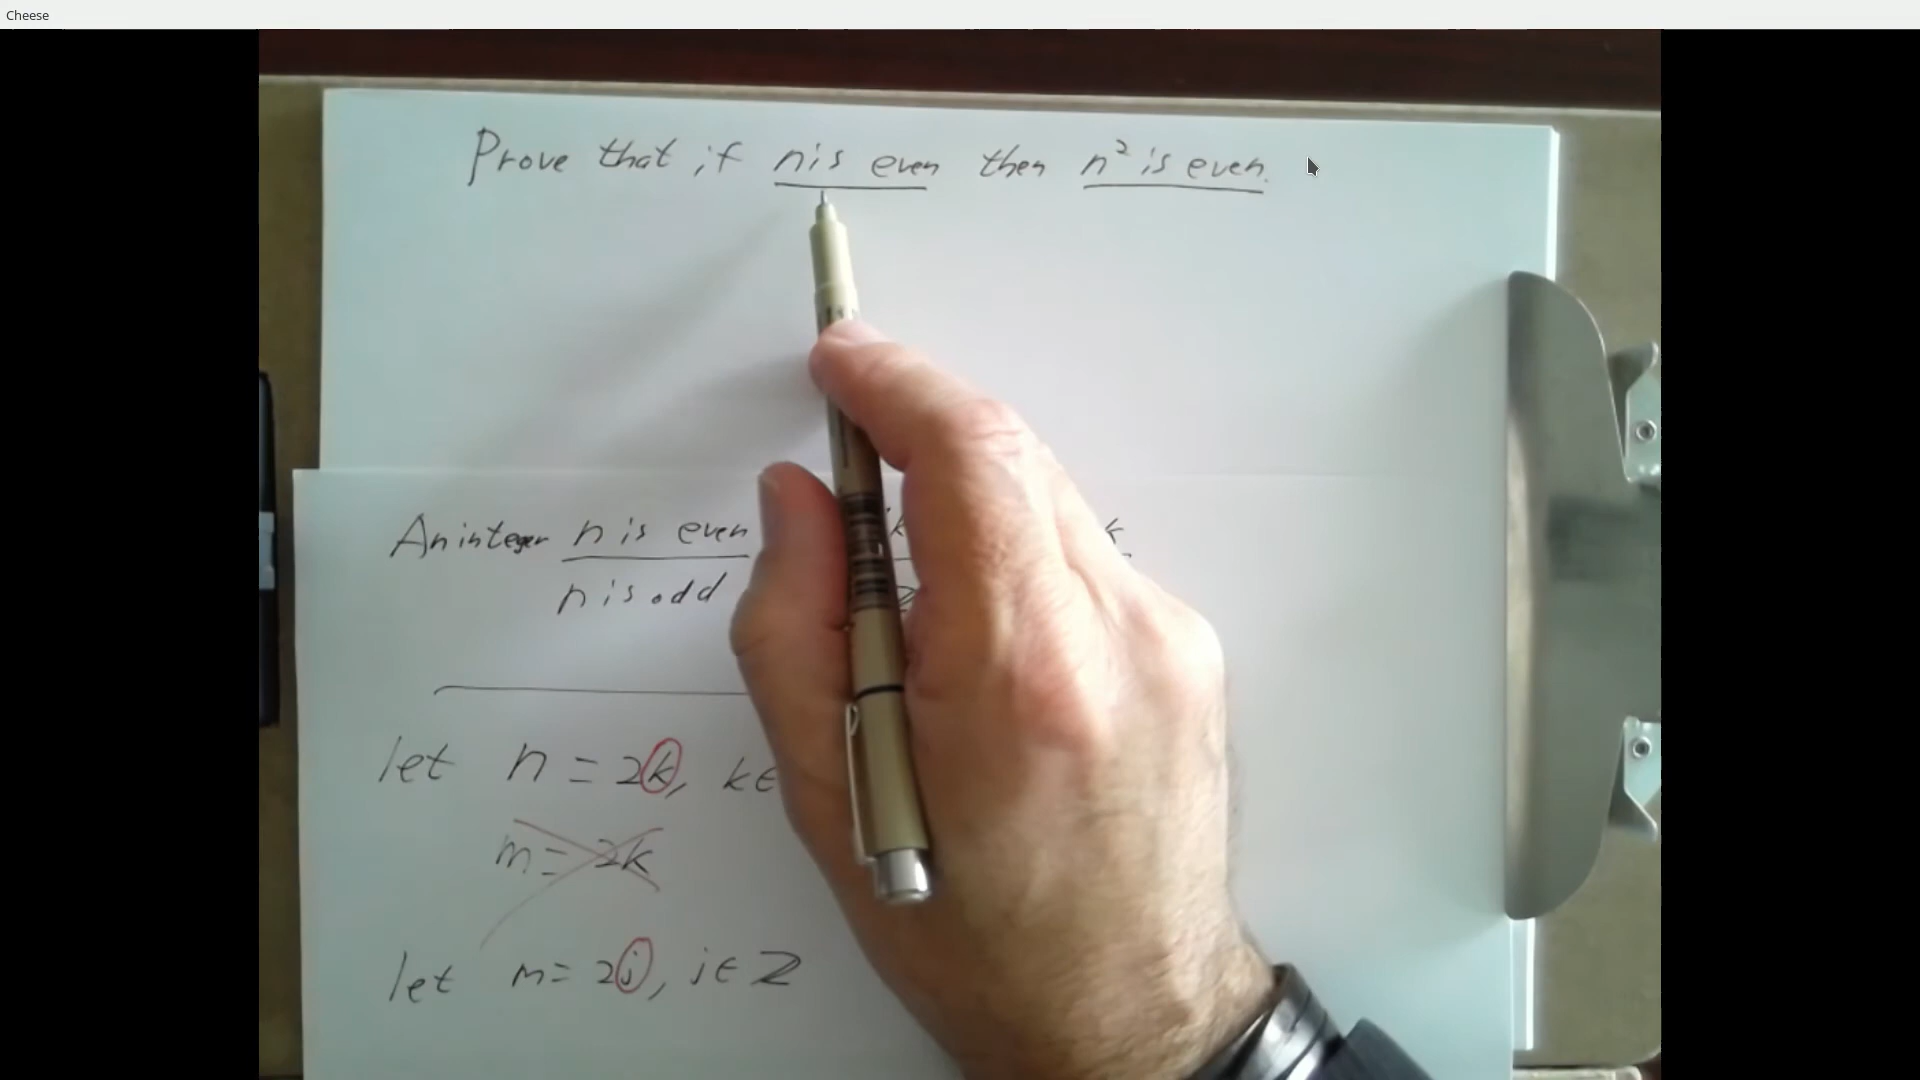 Cheese
Prove that if n is even then n² is even.
An integer n is even k
n is odd
let n = 2k, k∈
m = 2k
let m = 2j, j∈ℤ